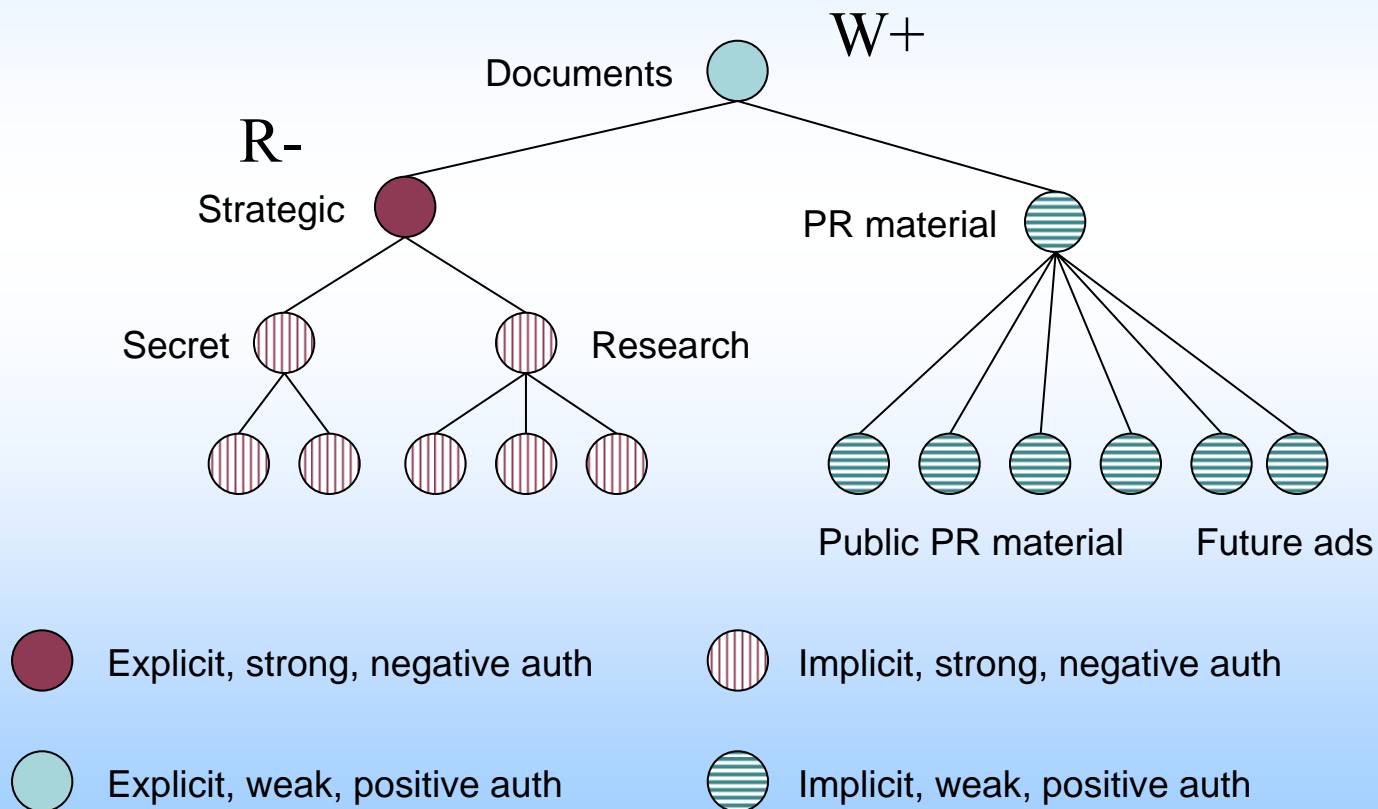 W+
Documents
R-
Strategic
PR material
Secret
Research
Public PR material
Future ads
Explicit, strong, negative auth
Implicit, strong, negative auth
Explicit, weak, positive auth
Implicit, weak, positive auth